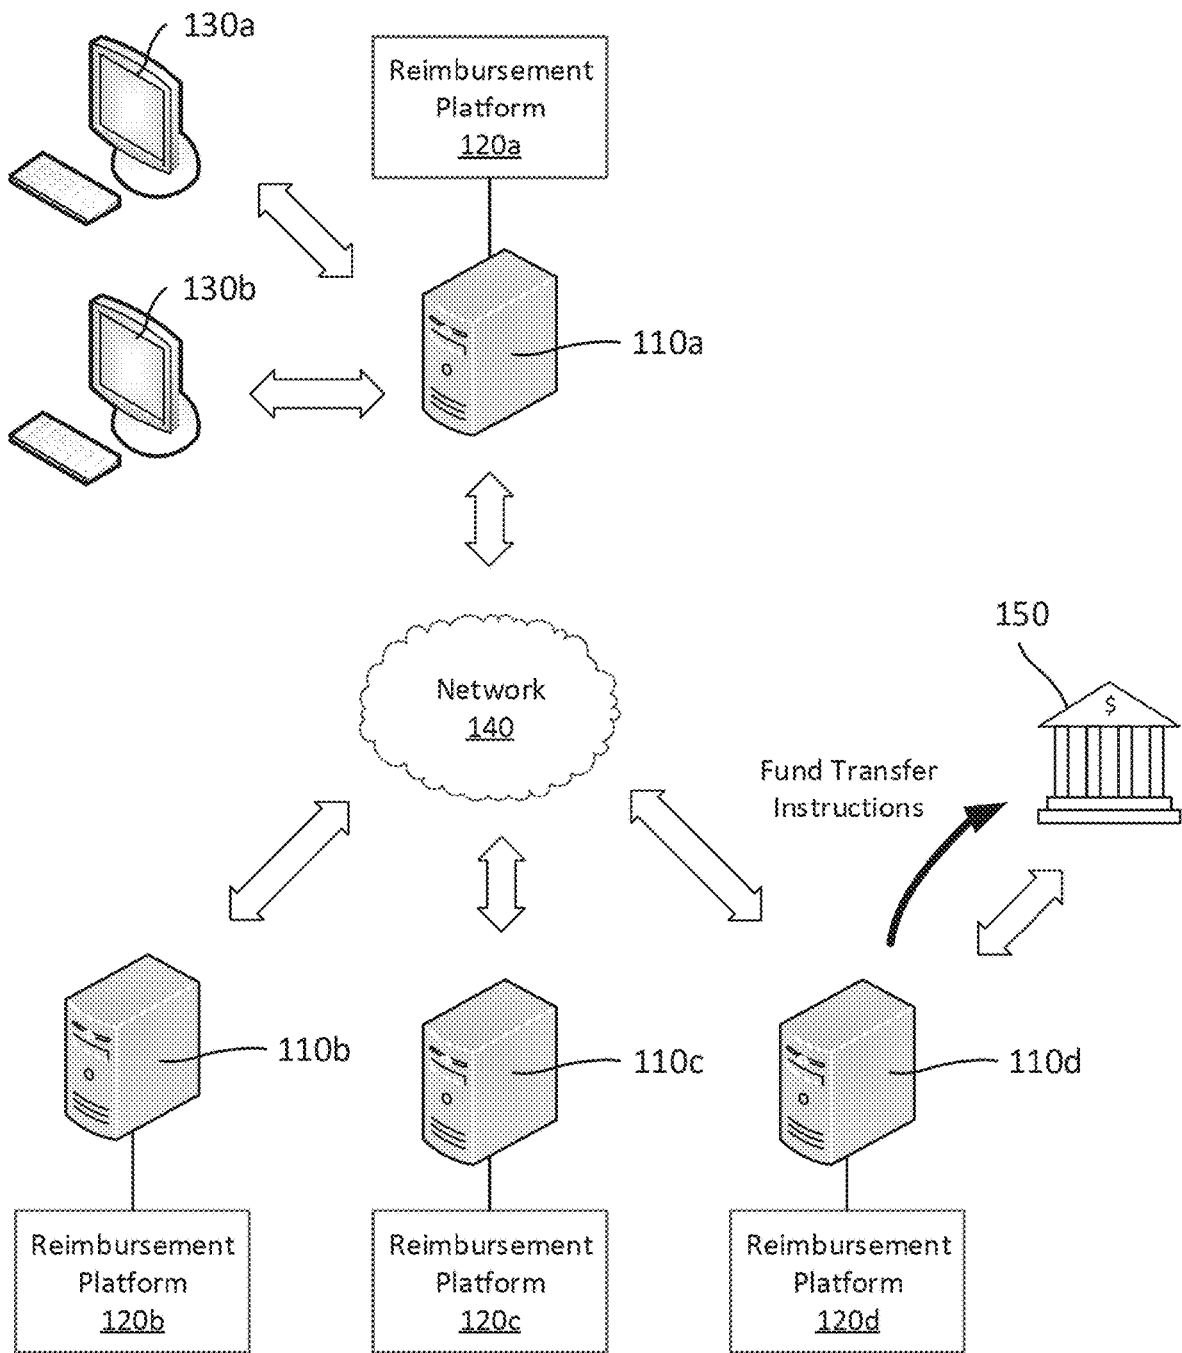 130a
Reimbursement
Platform
120a
130b
110a
150
$
Network
140
Fund Transfer
Instructions
110b
110c
110d
Reimbursement
Platform
120b
Reimbursement
Platform
120c
Reimbursement
Platform
120d